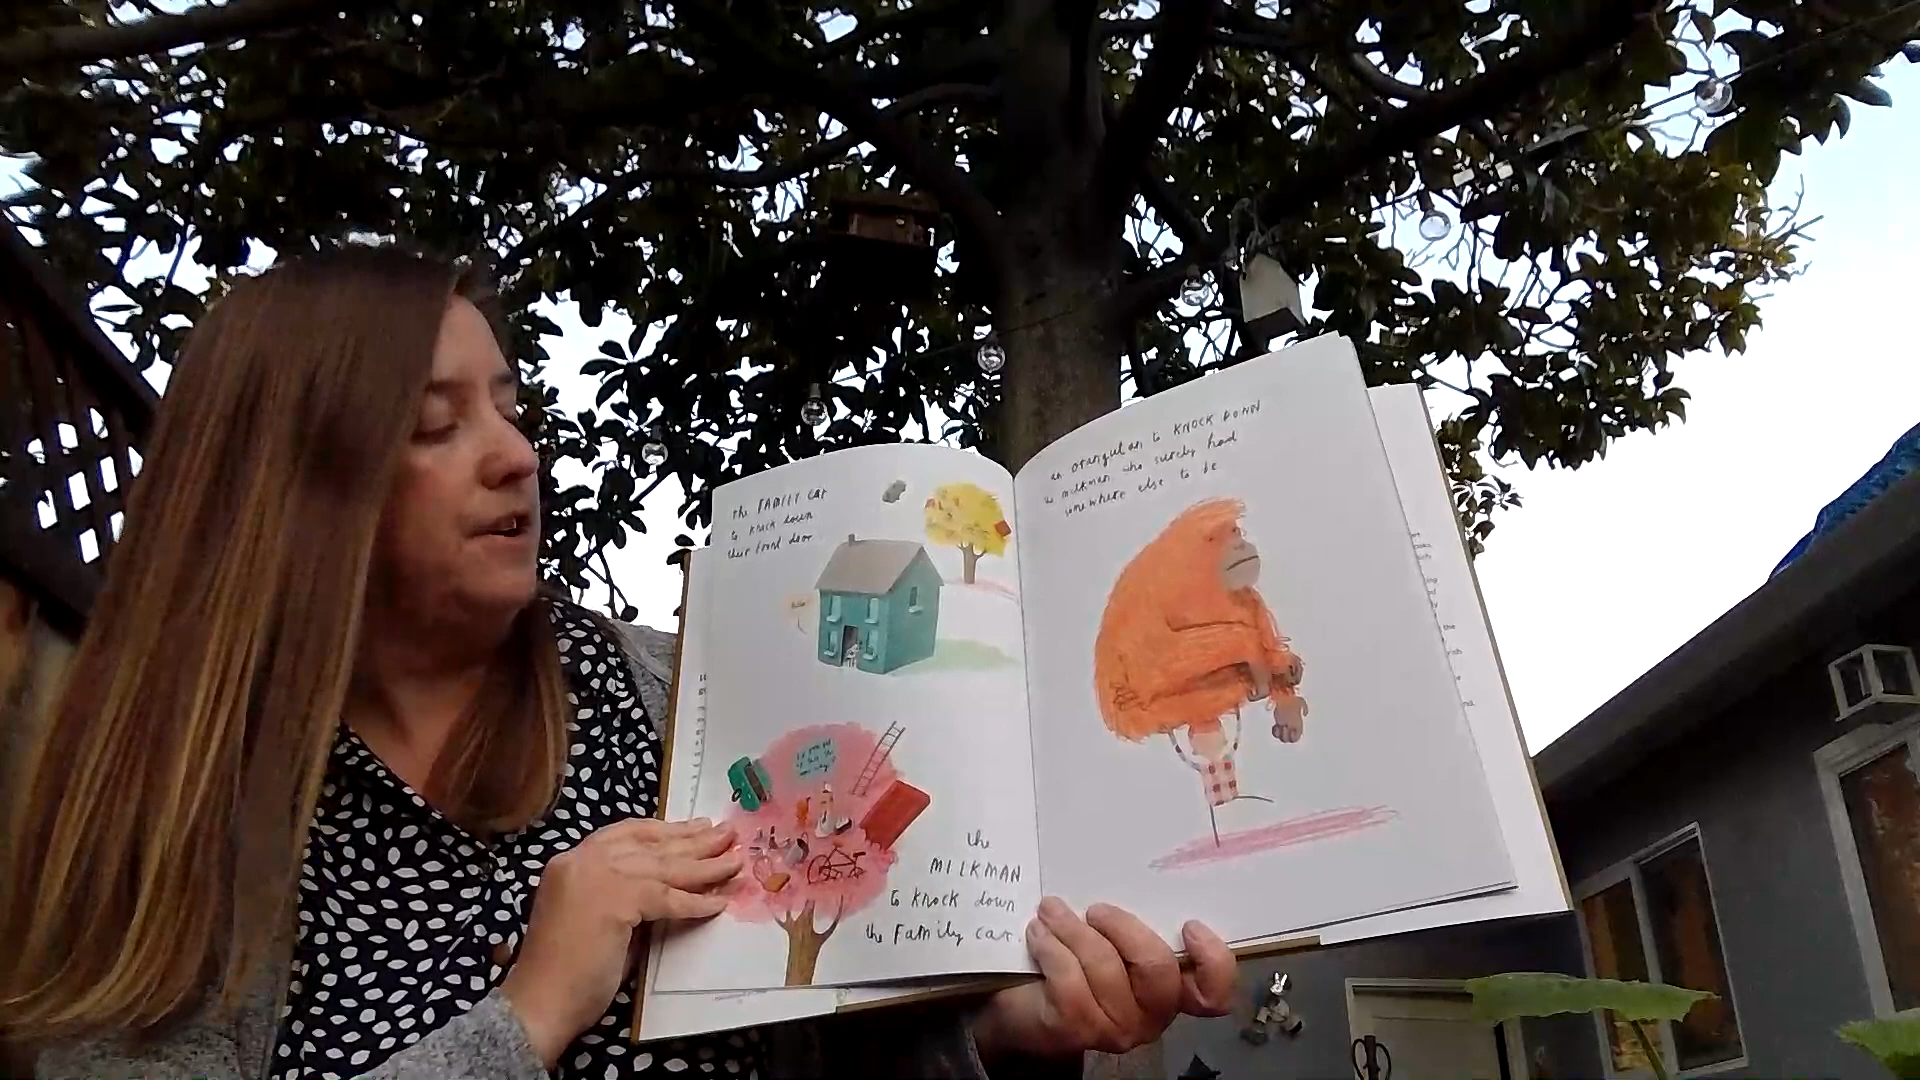 the FAMILY car
to knock down
their front door.
the
MILKMAN
to knock down
the Family car.
an orangutan to KNOCK DOWN
the milkman who surely had
somewhere else to be